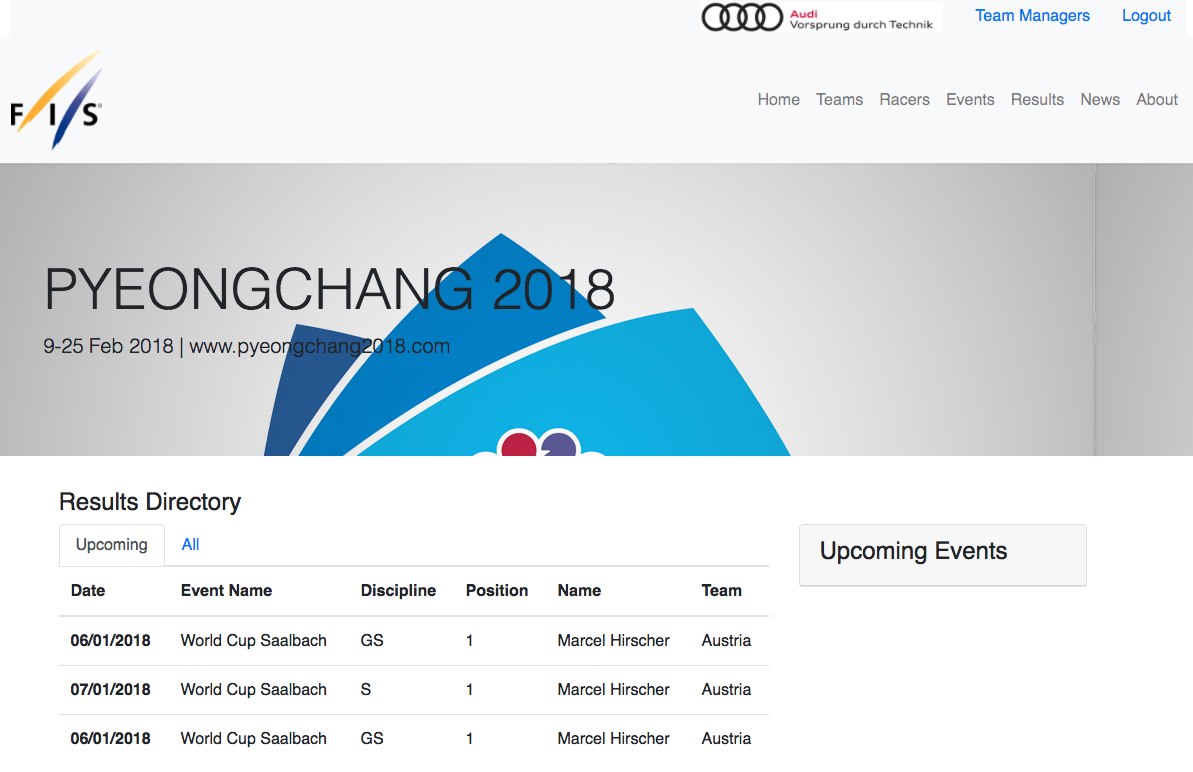 Audi
Vorsprung durch Technik
Team Managers Logout
FIS
Home Teams Racers Events Results News About
PYEONGCHANG 2018
9-25 Feb 2018 | www.pyeongchang2018.com
Results Directory
Upcoming All
Upcoming Events
Date Event Name Discipline Position Name Team
06/01/2018 World Cup Saalbach GS 1 Marcel Hirscher Austria
07/01/2018 World Cup Saalbach S 1 Marcel Hirscher Austria
06/01/2018 World Cup Saalbach GS 1 Marcel Hirscher Austria